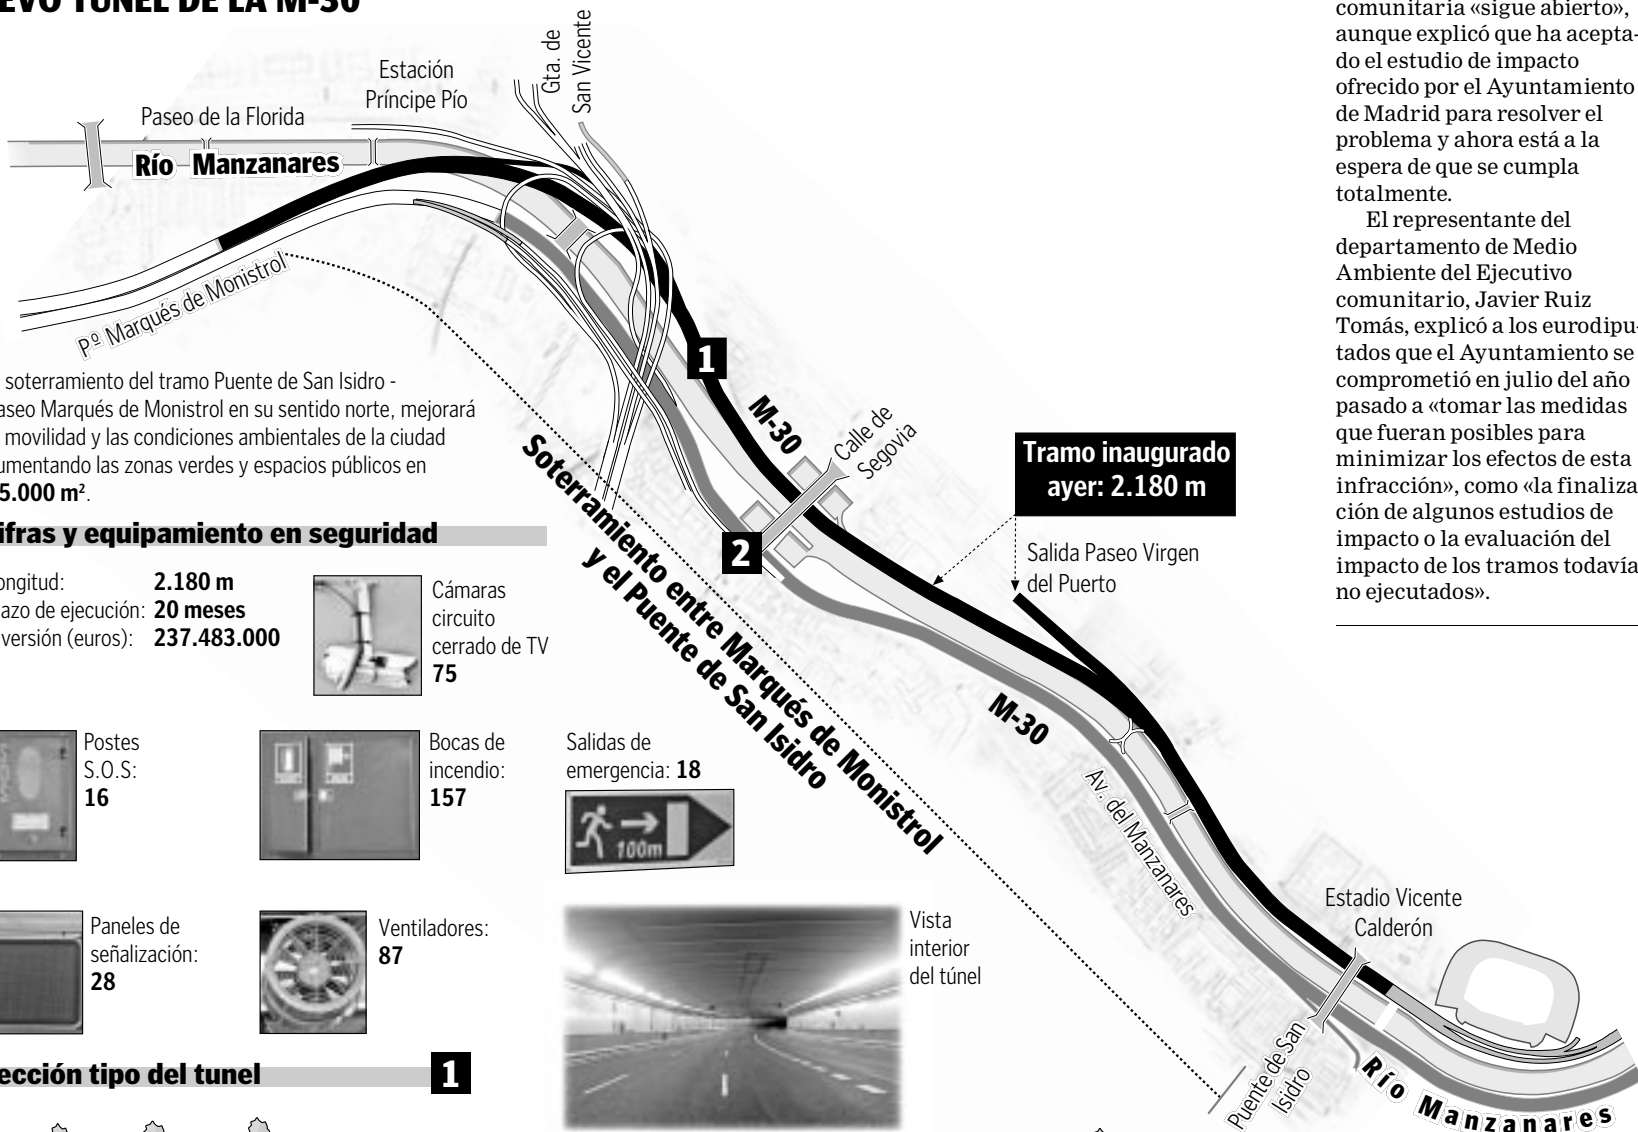 EVO TÚNEL DE LA M-30
Estación
Príncipe Pío
Gta. de
San Vicente
Paseo de la Florida
Río Manzanares
Pº Marqués de Monistrol
soterramiento del tramo Puente de San Isidro -
aseo Marqués de Monistrol en su sentido norte, mejorará
movilidad y las condiciones ambientales de la ciudad
umentando las zonas verdes y espacios públicos en
5.000 m².
ifras y equipamiento en seguridad
ongitud: 2.180 m
azo de ejecución: 20 meses
versión (euros): 237.483.000
Cámaras
circuito
cerrado de TV
75
Postes
S.O.S:
16
Bocas de
incendio:
157
Salidas de
emergencia: 18
100m
Paneles de
señalización:
28
Ventiladores:
87
Vista
interior
del túnel
ección tipo del tunel 1
1
M-30
Calle de
Segovia
2
Soterramiento entre Marqués de Monistrol
y el Puente de San Isidro
Tramo inaugurado
ayer: 2.180 m
Salida Paseo Virgen
del Puerto
M-30
Av. del Manzanares
Estadio Vicente
Calderón
Puente de San
Isidro
Río Manzanares
comunitaria «sigue abierto»,
aunque explicó que ha acepta-
do el estudio de impacto
ofrecido por el Ayuntamiento
de Madrid para resolver el
problema y ahora está a la
espera de que se cumpla
totalmente.
El representante del
departamento de Medio
Ambiente del Ejecutivo
comunitario, Javier Ruiz
Tomás, explicó a los eurodipu-
tados que el Ayuntamiento se
comprometió en julio del año
pasado a «tomar las medidas
que fueran posibles para
minimizar los efectos de esta
infracción», como «la finaliza
ción de algunos estudios de
impacto o la evaluación del
impacto de los tramos todavía
no ejecutados».